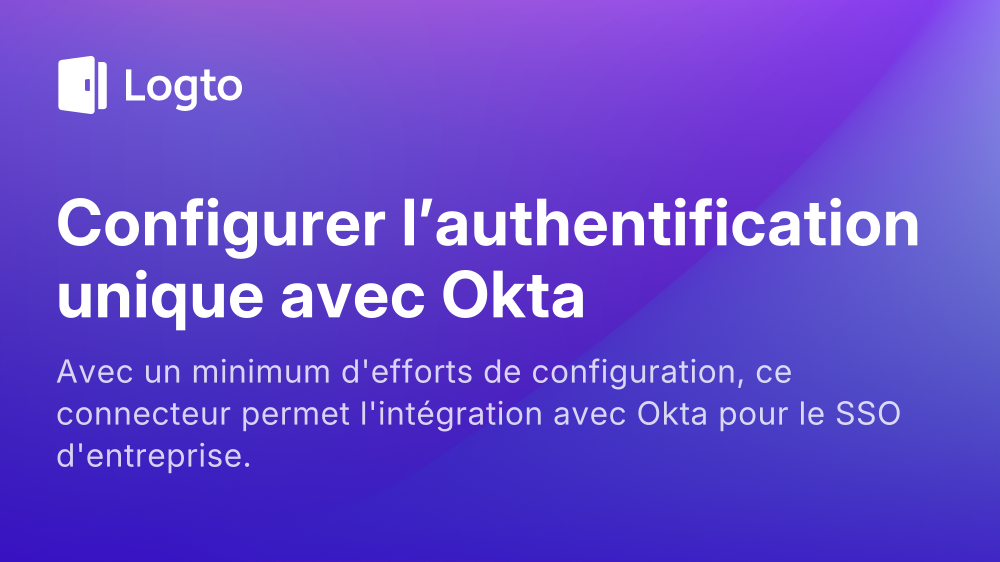 Logto
Configurer l’authentification
unique avec Okta
Avec un minimum d'efforts de configuration, ce
connecteur permet l'intégration avec Okta pour le SSO
d'entreprise.